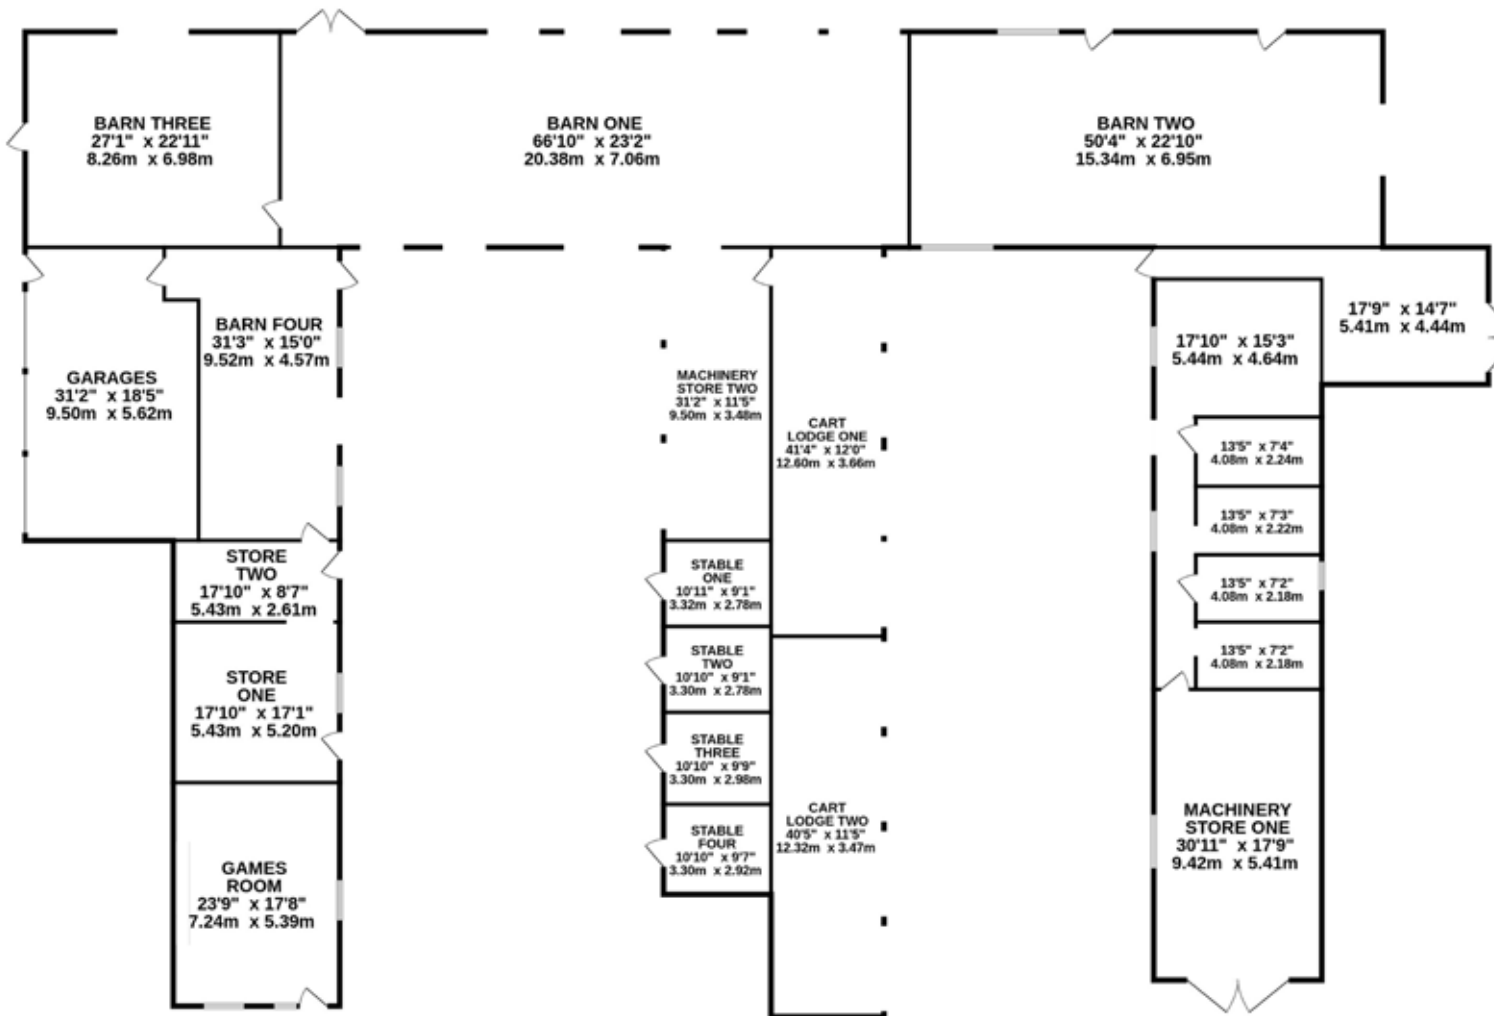 BARN THREE
27'1" x 22'11"
8.26m x 6.98m
BARN ONE
66'10" x 23'2"
20.38m x 7.06m
BARN TWO
50'4" x 22'10"
15.34m x 6.95m
BARN FOUR
31'3" x 15'0"
9.52m x 4.57m
GARAGES
31'2" x 18'5"
9.50m x 5.62m
MACHINERY
STORE TWO
31'2" x 11'5"
9.50m x 3.48m
CART
LODGE ONE
41'4" x 12'0"
12.60m x 3.66m
17'10" x 15'3"
5.44m x 4.64m
17'9" x 14'7"
5.41m x 4.44m
13'5" x 7'4"
4.08m x 2.24m
13'5" x 7'3"
4.08m x 2.22m
13'5" x 7'2"
4.08m x 2.18m
13'5" x 7'2"
4.08m x 2.18m
STORE
TWO
17'10" x 8'7"
5.43m x 2.61m
STORE
ONE
17'10" x 17'1"
5.43m x 5.20m
GAMES
ROOM
23'9" x 17'8"
7.24m x 5.39m
STABLE
ONE
10'11" x 9'1"
3.32m x 2.78m
STABLE
TWO
10'10" x 9'1"
3.30m x 2.78m
STABLE
THREE
10'10" x 9'9"
3.30m x 2.98m
STABLE
FOUR
10'10" x 9'7"
3.30m x 2.92m
CART
LODGE TWO
40'5" x 11'5"
12.32m x 3.47m
MACHINERY
STORE ONE
30'11" x 17'9"
9.42m x 5.41m